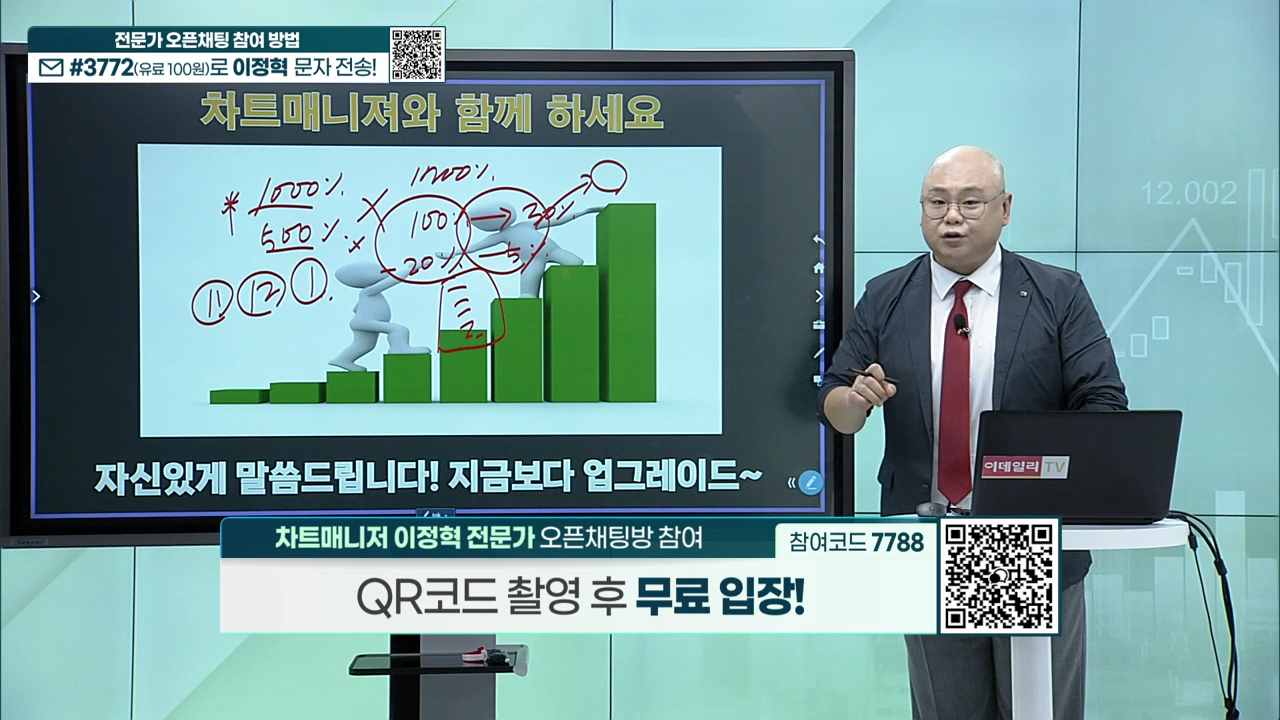 전문가 오픈채팅 참여 방법
#3772(유료 100원)로 이정혁 문자 전송!
차트매니져와 함께 하세요
1000%
500%
100%
30%
-20%
-5%
11 12 1
12.002
자신있게 말씀드립니다! 지금보다 업그레이드~
이데일리 TV
차트매니저 이정혁 전문가 오픈채팅방 참여
참여코드 7788
QR코드 촬영 후 무료 입장!